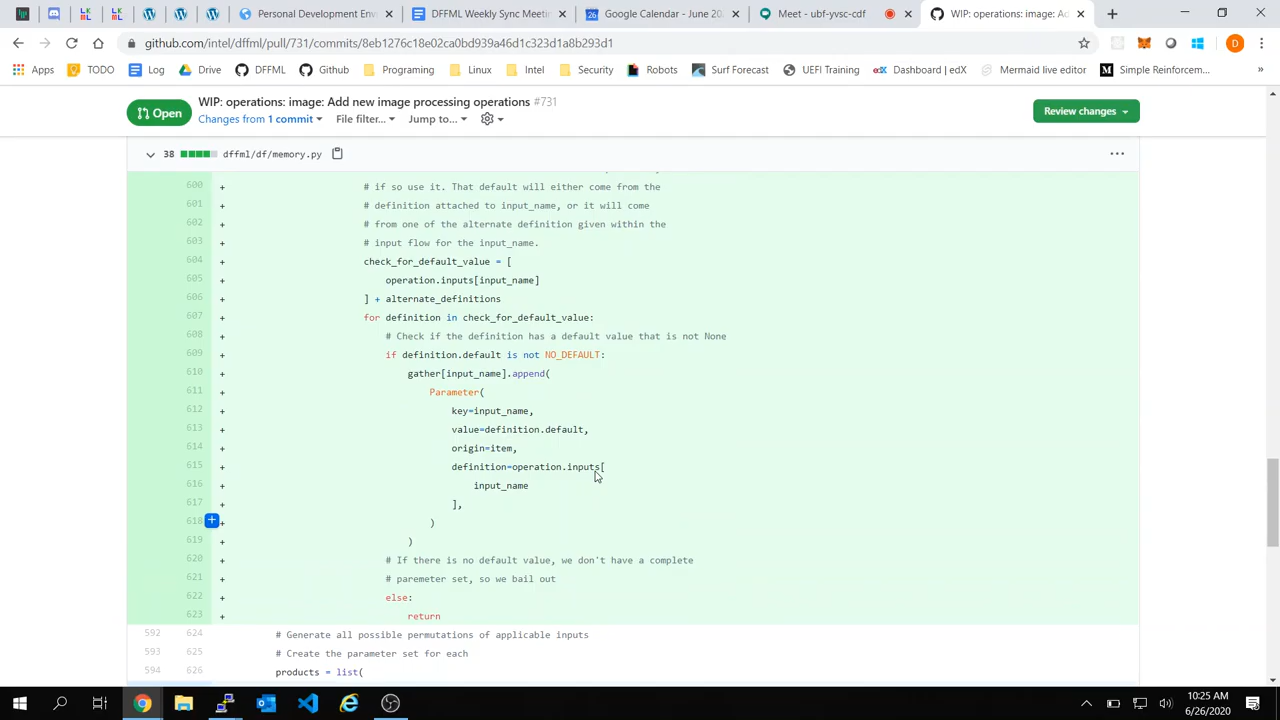 Personal Development Env
DFFML Weekly Sync Meetin
26
Google Calendar - June 20
Meet - ubf-yvsc-cdf
WIP: operations: image: Ad
github.com/intel/dffml/pull/731/commits/8eb1276c18e02ca0bd939a46d1c323d1a8b293d1
D
Apps
TODO
Log
Drive
DFFML
Github
Programing
Linux
Intel
Security
Robots
Surf Forecast
UEFI Training
edX
Dashboard | edX
Mermaid live editor
M
Simple Reinforcem...
»
Open
WIP: operations: image: Add new image processing operations #731
Changes from 1 commit
File filter...
Jump to...
Review changes
38 dffml/df/memory.py
600 + # if so use it. That default will either come from the
601 + # definition attached to input_name, or it will come
602 + # from one of the alternate definition given within the
603 + # input flow for the input_name.
604 + check_for_default_value = [
605 + operation.inputs[input_name]
606 + ] + alternate_definitions
607 + for definition in check_for_default_value:
608 + # Check if the definition has a default value that is not None
609 + if definition.default is not NO_DEFAULT:
610 + gather[input_name].append(
611 + Parameter(
612 + key=input_name,
613 + value=definition.default,
614 + origin=item,
615 + definition=operation.inputs[
616 + input_name
617 + ],
618 + )
619 + )
620 + # If there is no default value, we don't have a complete
621 + # paremeter set, so we bail out
622 + else:
623 + return
592 624 # Generate all possible permutations of applicable inputs
593 625 # Create the parameter set for each
594 626 products = list(
10:25 AM
6/26/2020